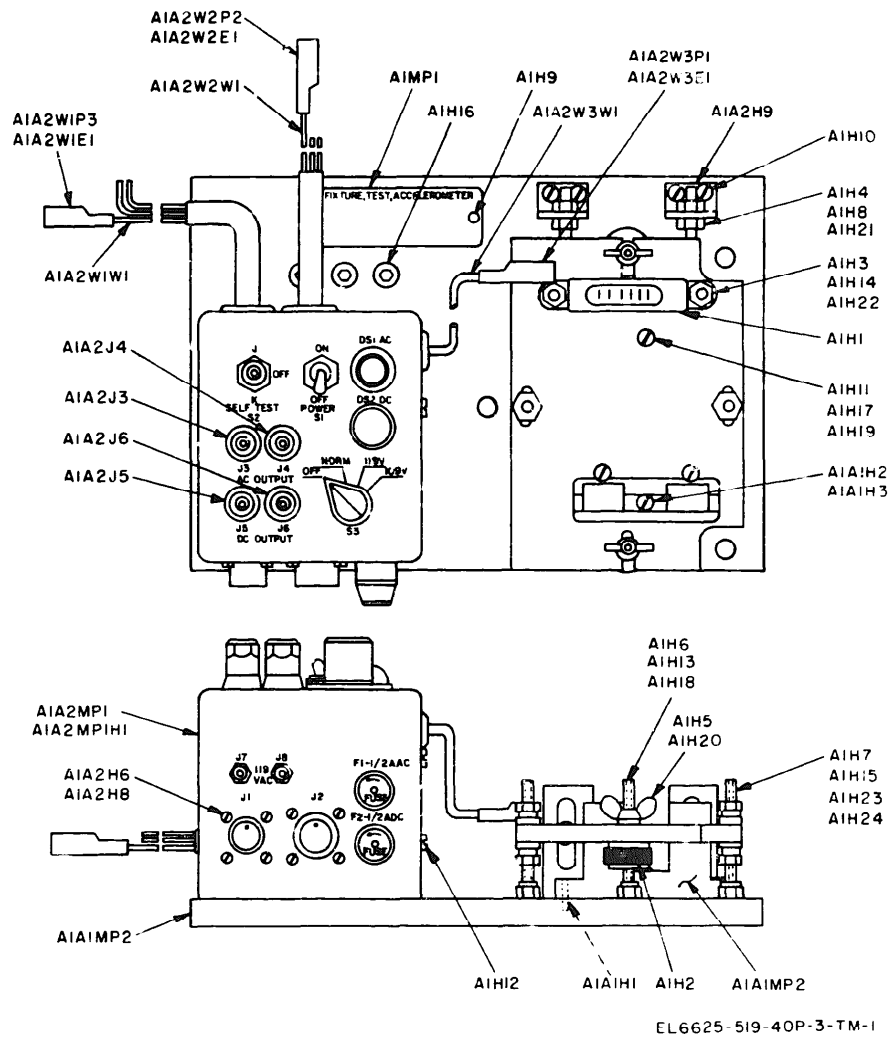 A1A2W2P2
A1A2W2E1
A1A2W2W1
A1MP1
A1H9
A1H16
A1A2W3W1
A1A2W3P1
A1A2W3E1
A1A2H9
A1H10
A1A2W1P3
A1A2W1E1
A1A2W1W1
FIXTURE, TEST, ACCELEROMETER
A1H4
A1H8
A1H21
A1H3
A1H14
A1H22
A1H1
A1H11
A1H17
A1H19
A1A1H2
A1A1H3
A1A2J4
A1A2J3
A1A2J6
A1A2J5
J
OFF
K
SELF TEST
S2
ON
OFF
POWER
S1
DS1 AC
DS2 DC
J3
J4
AC OUTPUT
J5
J6
DC OUTPUT
OFF
NORM
119V
S3
A1H6
A1H13
A1H18
A1H5
A1H20
A1H7
A1H15
A1H23
A1H24
A1A2MP1
A1A2MP1H1
A1A2H6
A1A2H8
J7
J8
119
VAC
J1
J2
F1-1/2AAC
FUSE
F2-1/2ADC
FUSE
A1A1MP2
A1H12
A1A1H1
A1H2
A1A1MP2
EL6625-519-40P-3-TM-1